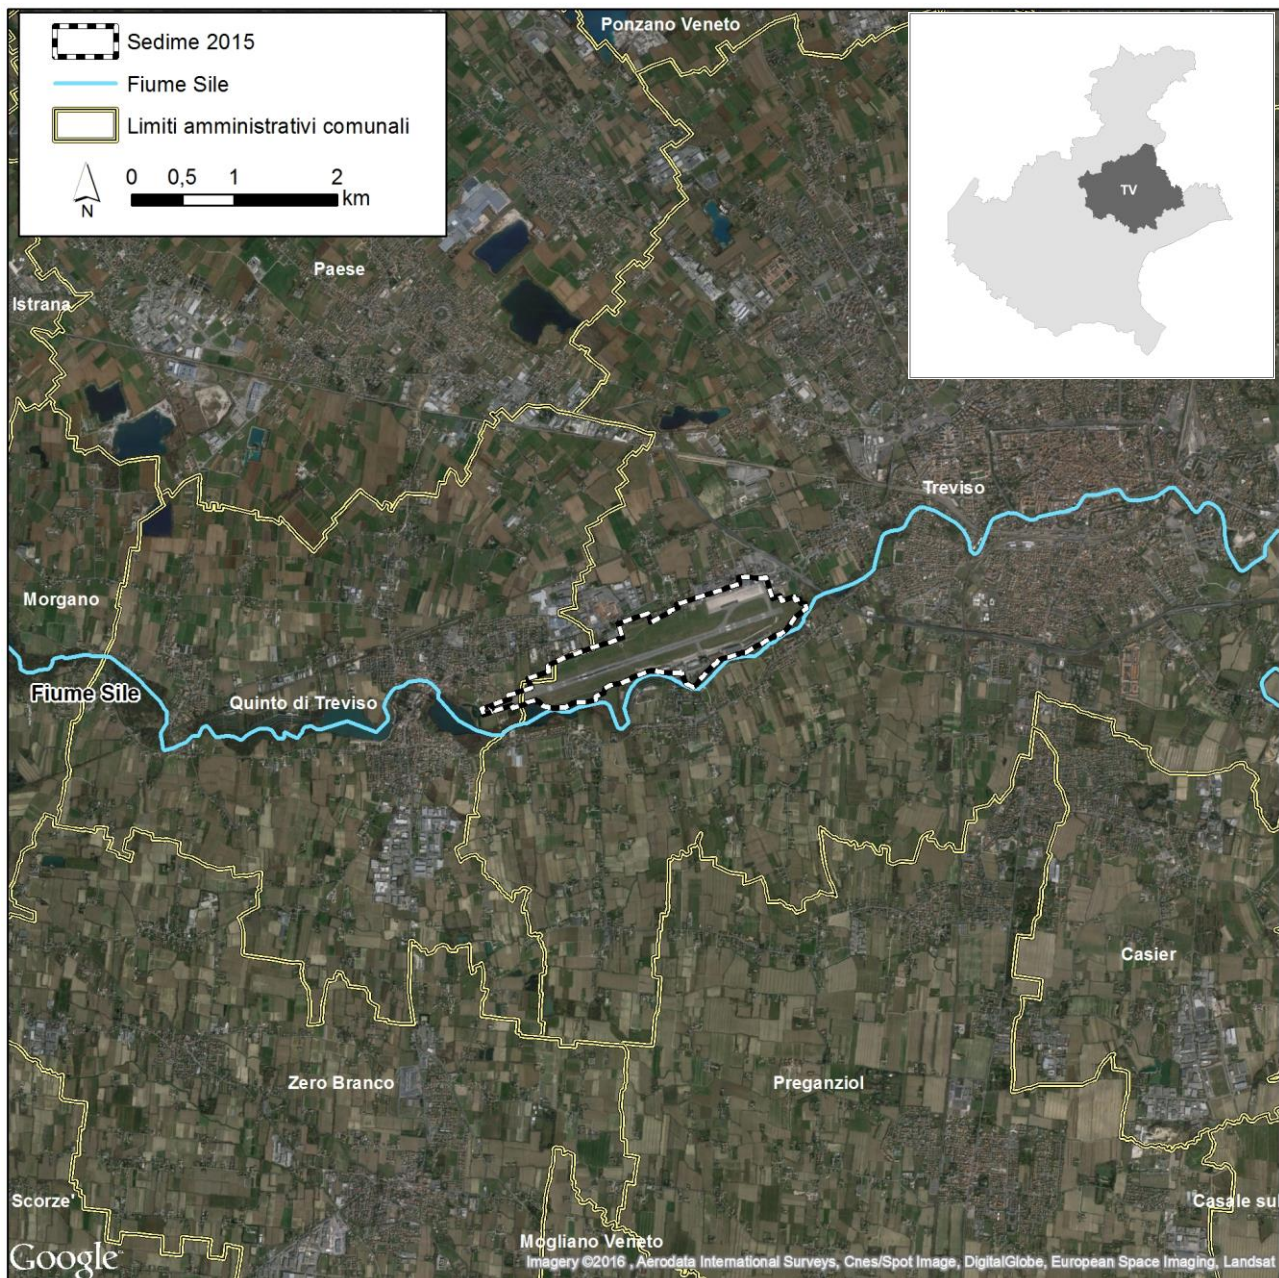 Sedime 2015
Fiume Sile
Limiti amministrativi comunali
0 0,5 1 2
km
N
Ponzano Veneto
TV
Paese
Istrana
Treviso
Morgano
Fiume Sile
Quinto di Treviso
Casier
Zero Branco
Preganziol
Scorze'
Casale sul
Mogliano Veneto
Google
Imagery ©2016 , Aerodata International Surveys, Cnes/Spot Image, DigitalGlobe, European Space Imaging, Landsat